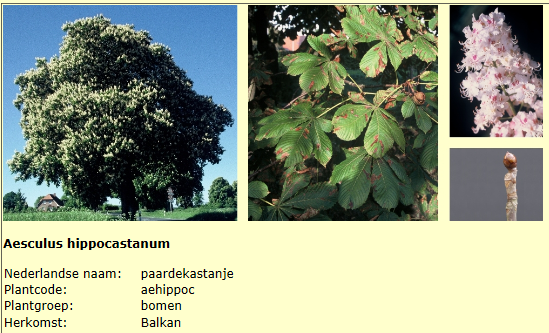 Aesculus hippocastanum
Nederlandse naam: paardekastanje
Plantcode: aehippoc
Plantgroep: bomen
Herkomst: Balkan